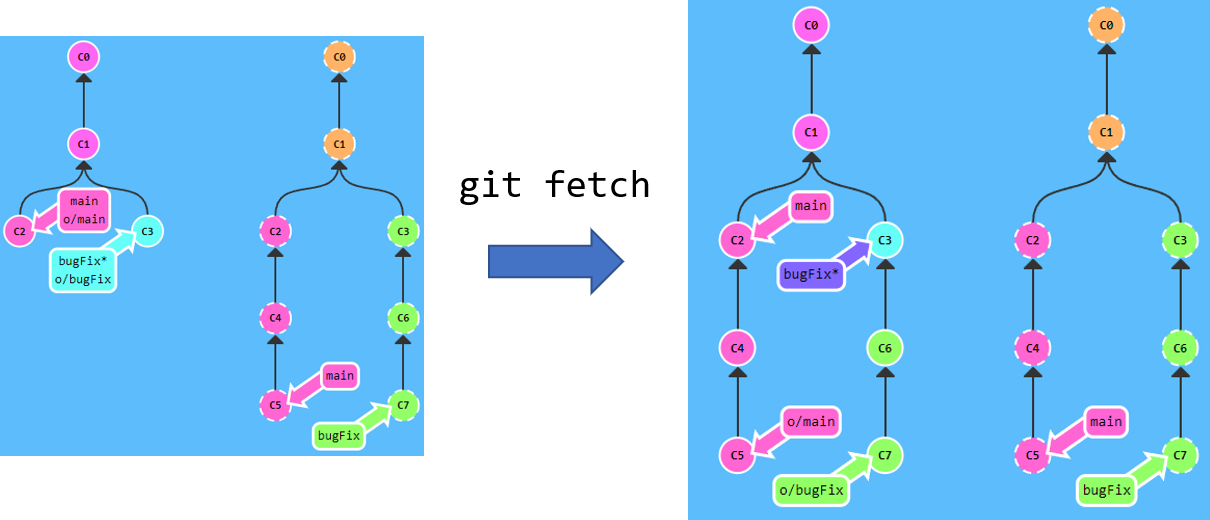 C0
C0
C1
C1
main
o/main
C2
C3
bugFix*
o/bugFix
C2
C3
C4
C6
main
C5
C7
bugFix
git fetch
C0
C0
C1
C1
main
C2
C3
bugFix*
C2
C3
C4
C6
C4
C6
o/main
main
C5
C7
C5
C7
o/bugFix
bugFix